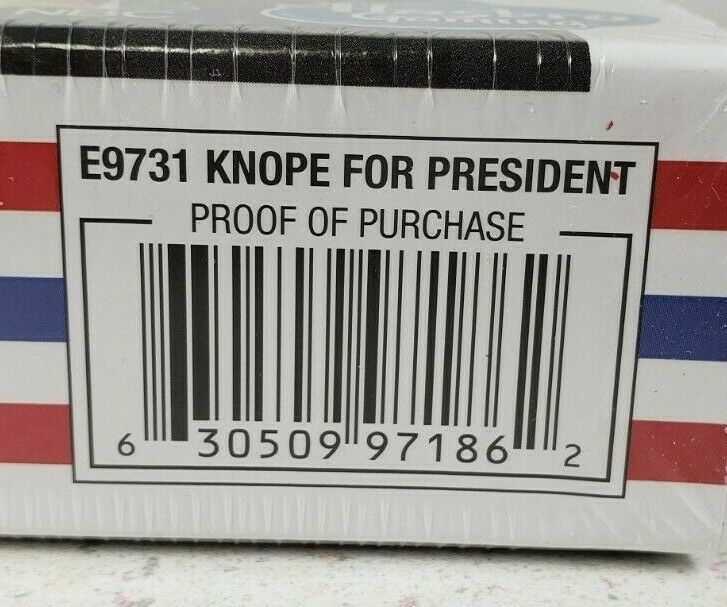 E9731 KNOPE FOR PRESIDENT
PROOF OF PURCHASE
6 30509 97186 2